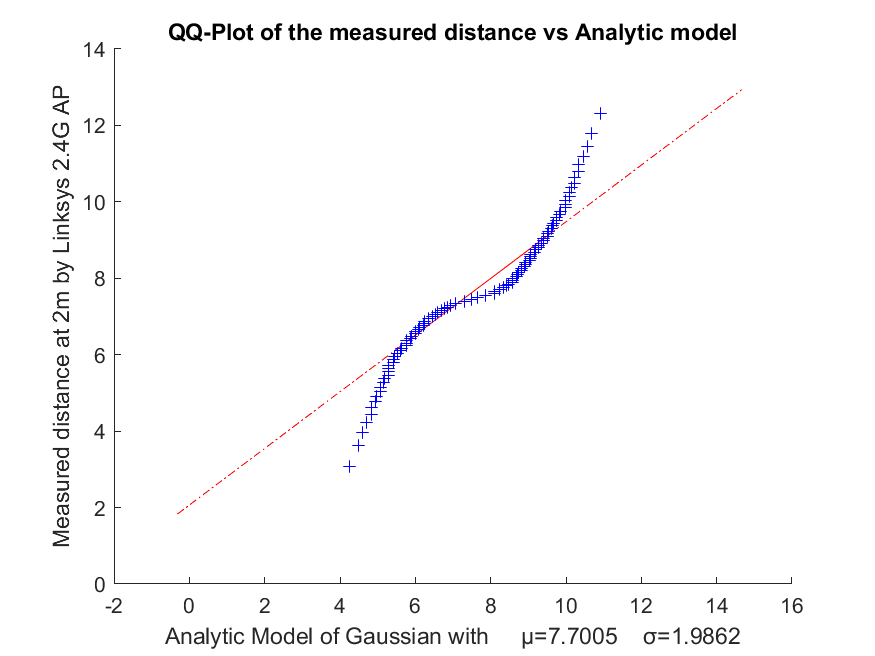 QQ-Plot of the measured distance vs Analytic model
Measured distance at 2m by Linksys 2.4G AP
14
12
10
8
6
4
2
0
-2 0 2 4 6 8 10 12 14 16
Analytic Model of Gaussian with μ=7.7005 σ=1.9862